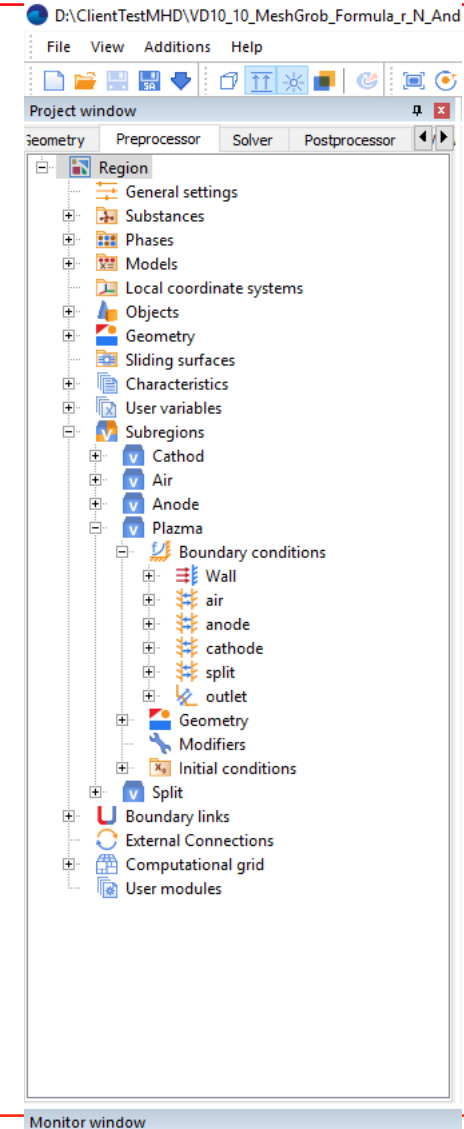 D:\ClientTestMHD\VD10_10_MeshGrob_Formula_r_N_And
File View Additions Help
SA
Project window
Geometry Preprocessor Solver Postprocessor
Region
General settings
Substances
Phases
Models
Local coordinate systems
Objects
Geometry
Sliding surfaces
Characteristics
User variables
Subregions
Cathod
Air
Anode
Plazma
Boundary conditions
Wall
air
anode
cathode
split
outlet
Geometry
Modifiers
Initial conditions
Split
Boundary links
External Connections
Computational grid
User modules
Monitor window